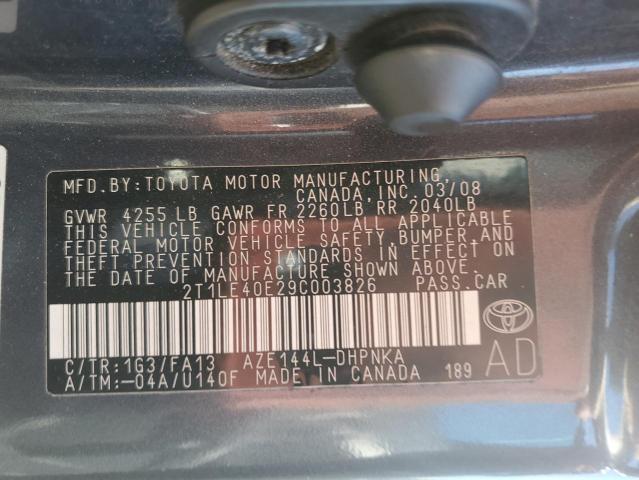 MFD.BY:TOYOTA MOTOR MANUFACTURING,
CANADA, INC. 03/08
GVWR 4255 LB GAWR FR 2260LB RR 2040LB
THIS VEHICLE CONFORMS TO ALL APPLICABLE
FEDERAL MOTOR VEHICLE SAFETY, BUMPER, AND
THEFT PREVENTION STANDARDS IN EFFECT ON
THE DATE OF MANUFACTURE SHOWN ABOVE.
2T1LE40E29C003826 PASS.CAR
C/TR:1G3/FA13 AZE144L-DHPNKA
A/TM:-04A/U140F MADE IN CANADA 189
AD